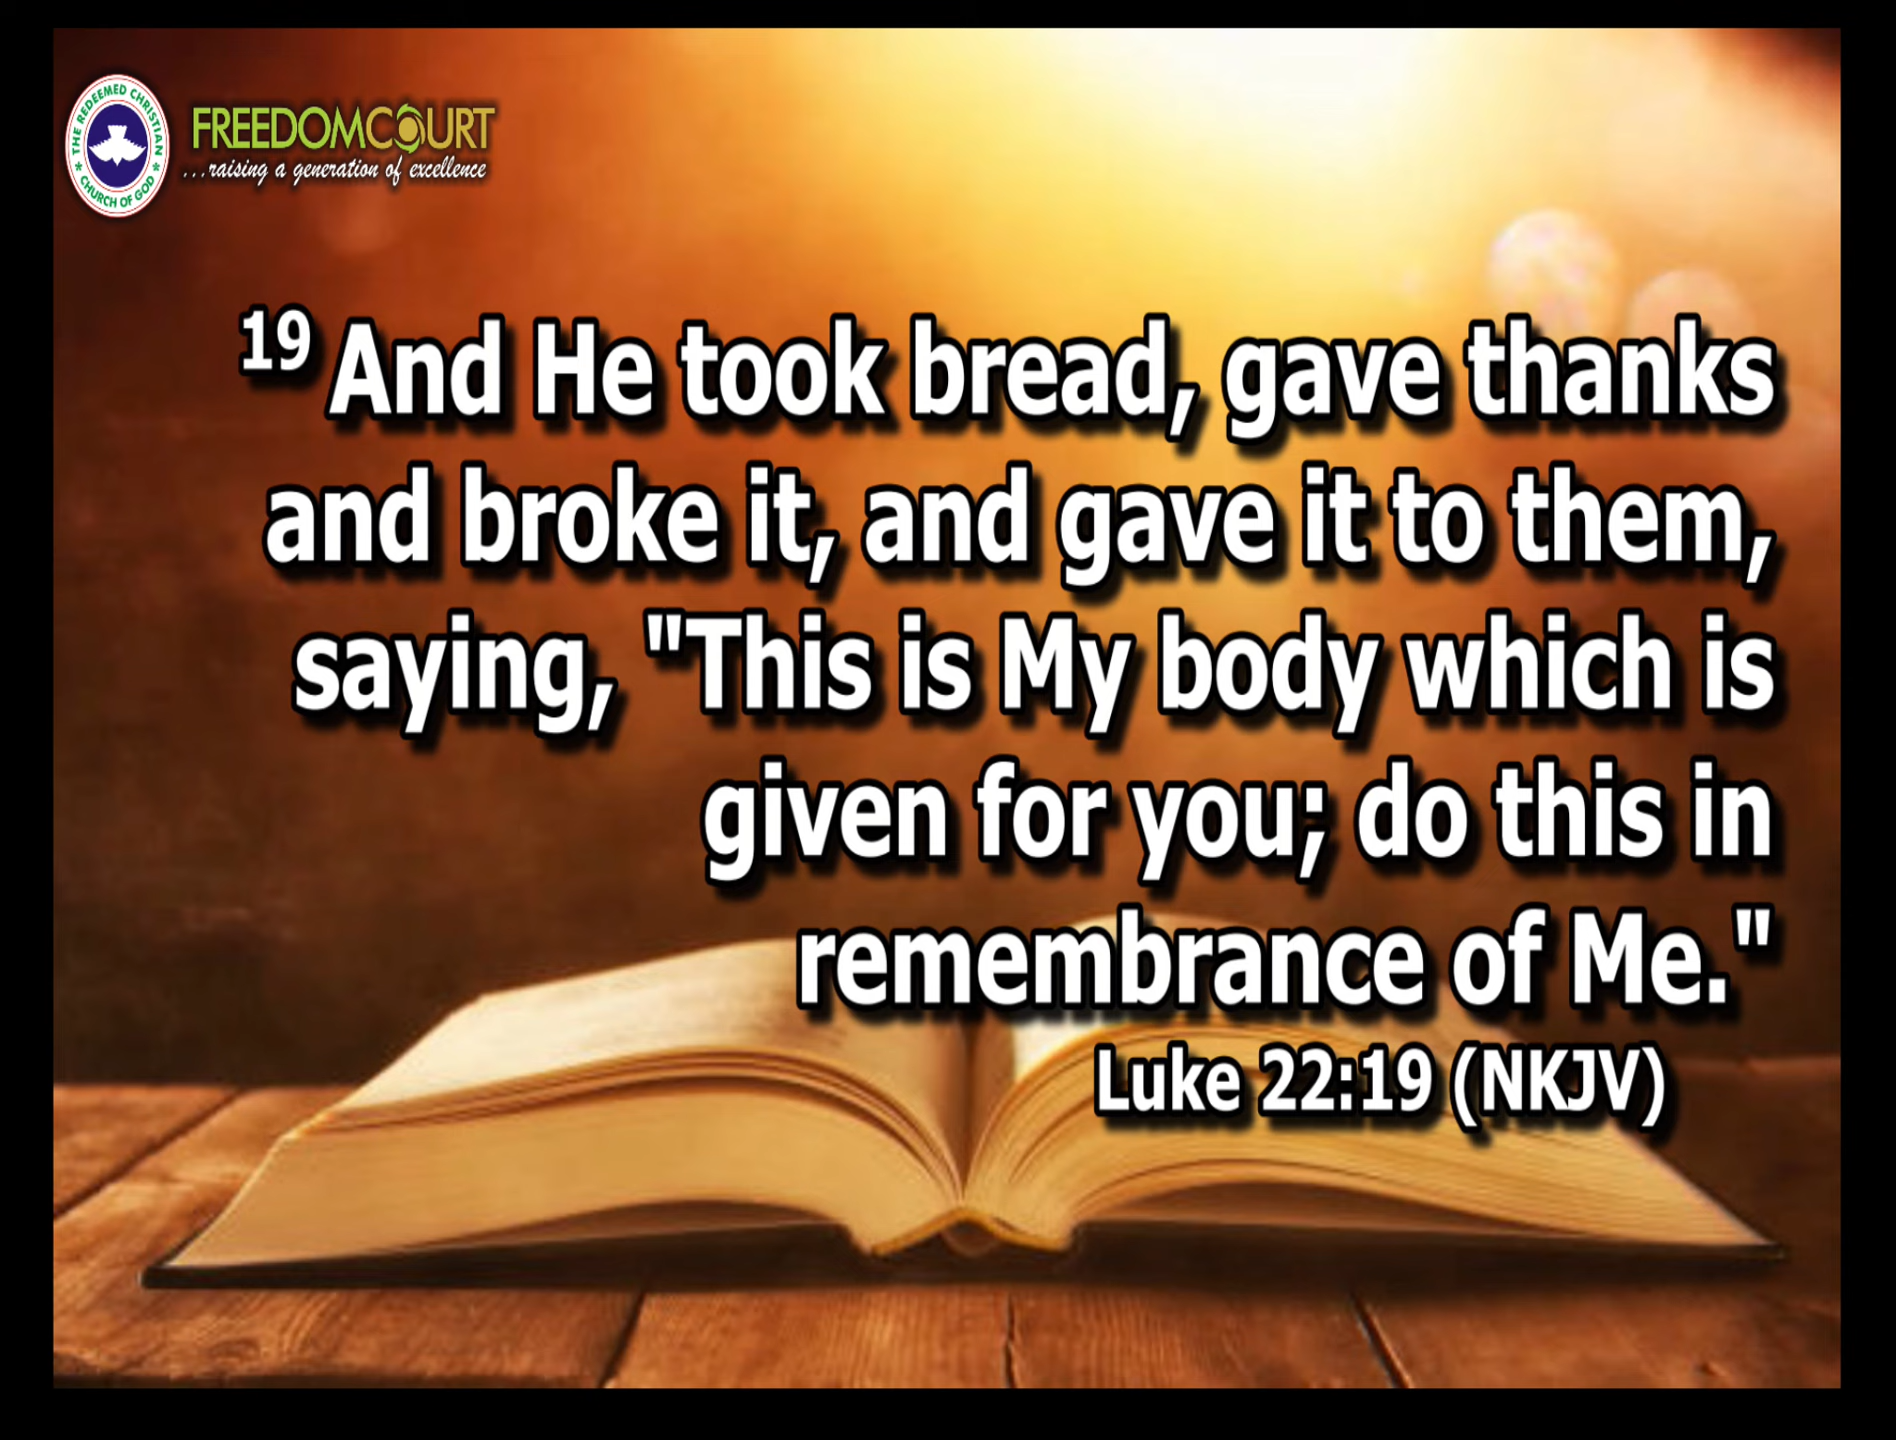 THE REDEEMED CHRISTIAN
CHURCH OF GOD
FREEDOMCOURT
...raising a generation of excellence
19 And He took bread, gave thanks
and broke it, and gave it to them,
saying, "This is My body which is
given for you; do this in
remembrance of Me."
Luke 22:19 (NKJV)